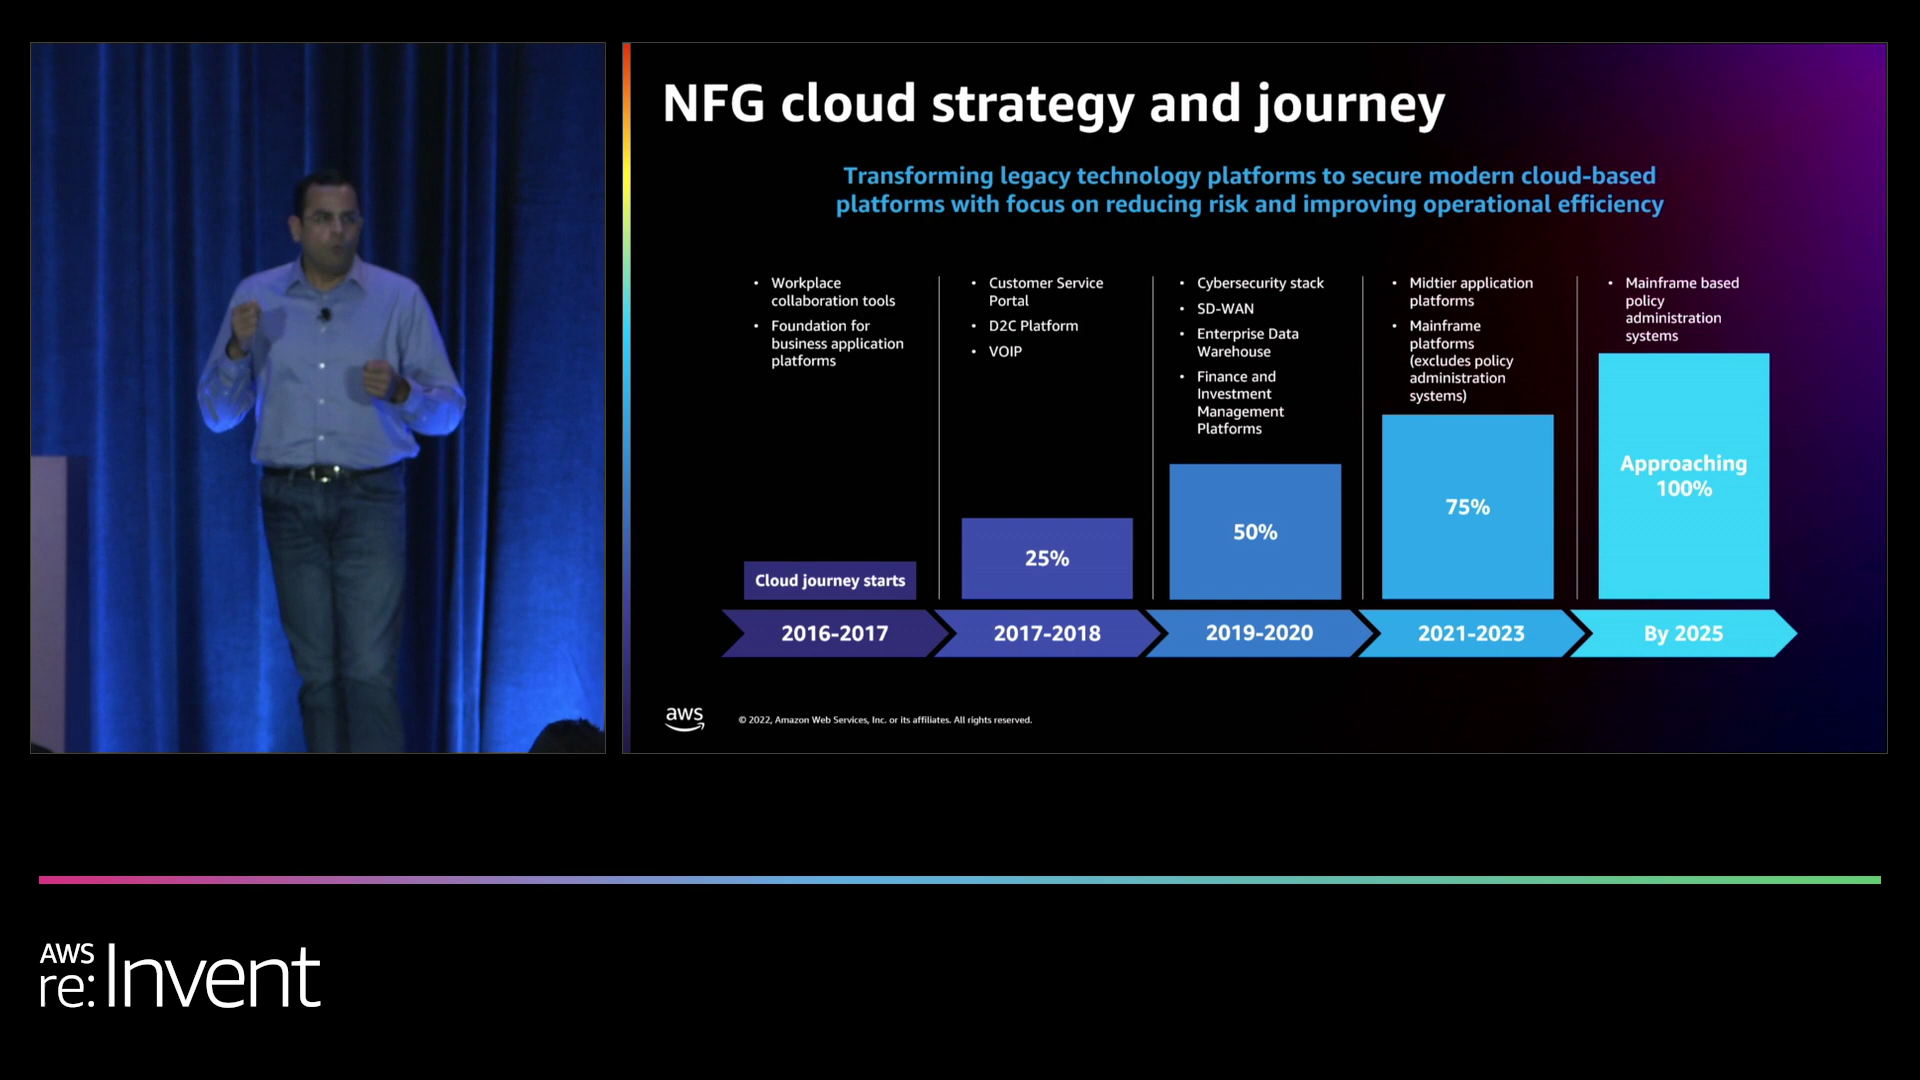 NFG cloud strategy and journey
Transforming legacy technology platforms to secure modern cloud-based
platforms with focus on reducing risk and improving operational efficiency
• Workplace
collaboration tools
• Foundation for
business application
platforms
Cloud journey starts
2016-2017
• Customer Service
Portal
• D2C Platform
• VOIP
25%
2017-2018
• Cybersecurity stack
• SD-WAN
• Enterprise Data
Warehouse
• Finance and
Investment
Management
Platforms
50%
2019-2020
• Midtier application
platforms
• Mainframe
platforms
(excludes policy
administration
systems)
75%
2021-2023
• Mainframe based
policy
administration
systems
Approaching
100%
By 2025
aws
© 2022, Amazon Web Services, Inc. or its affiliates. All rights reserved.
AWS
re:Invent